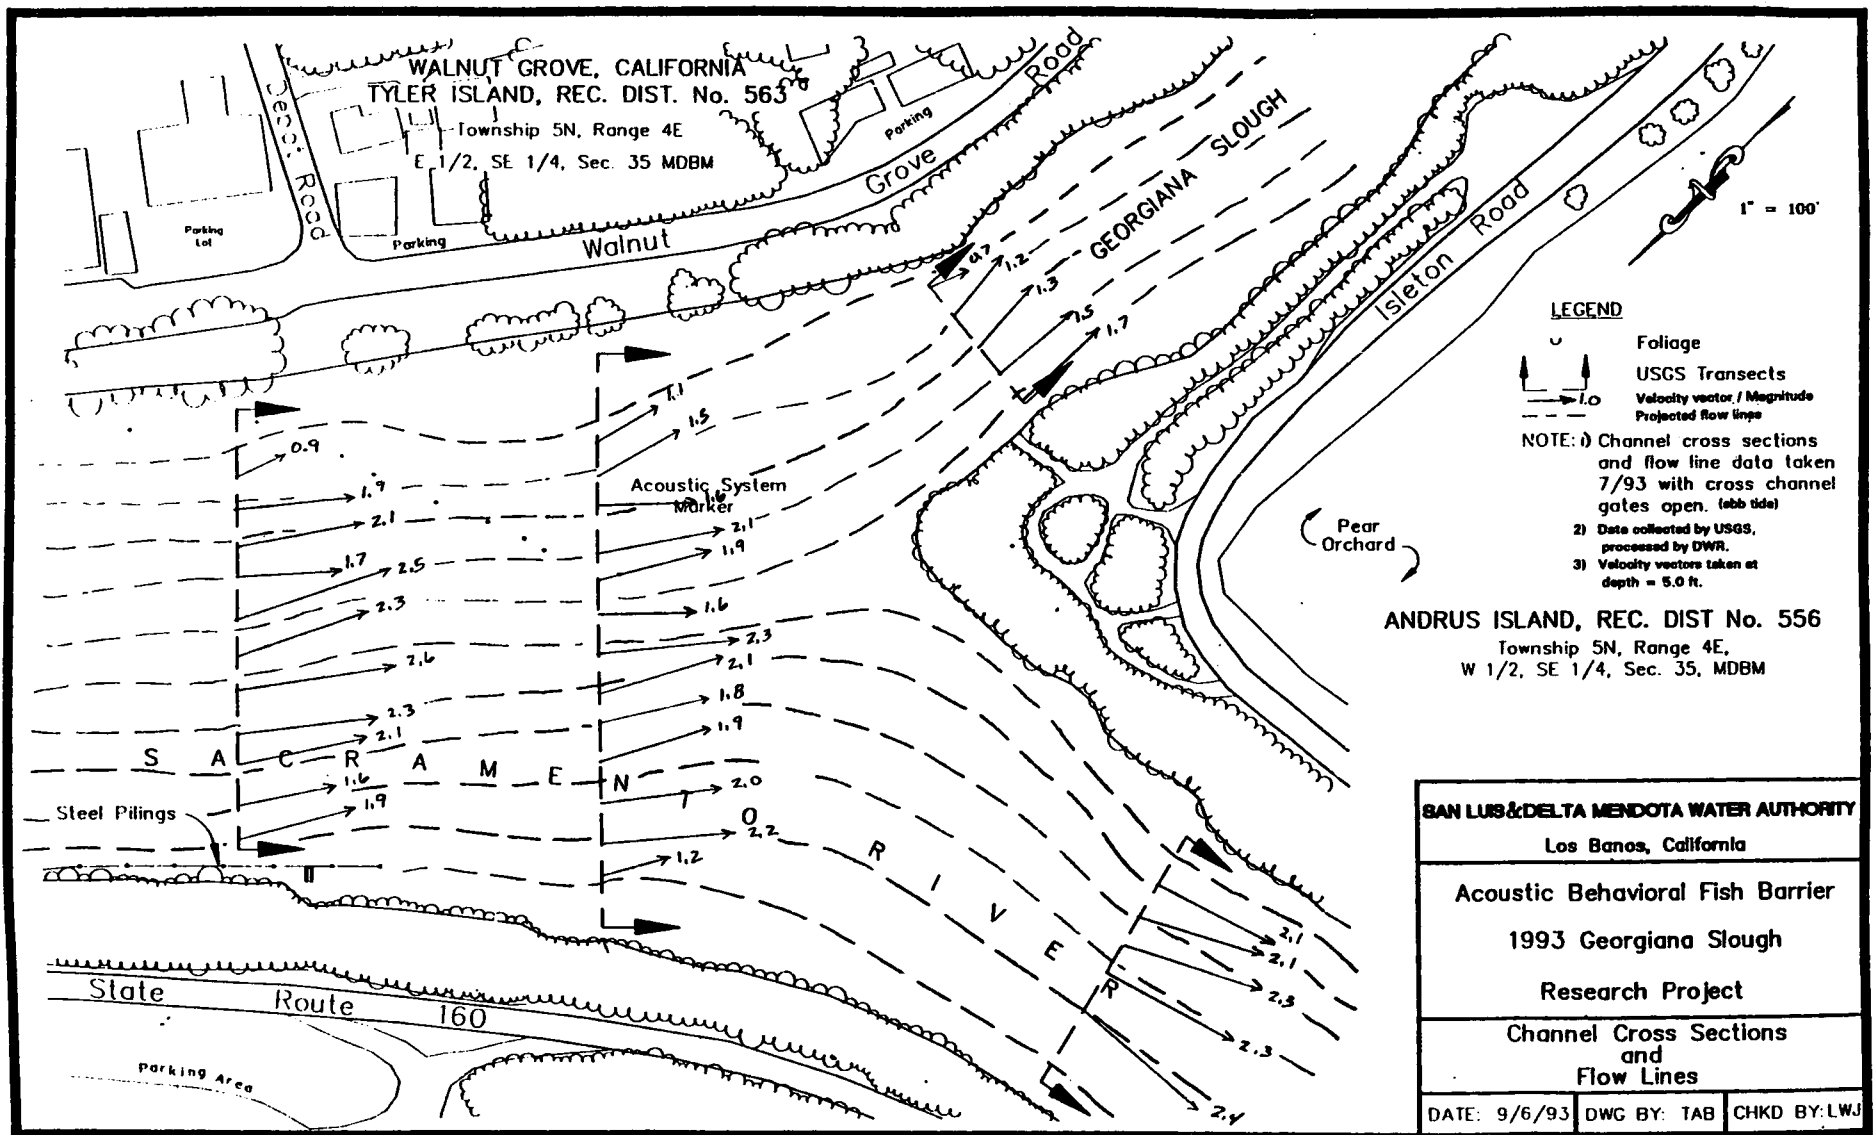 WALNUT GROVE, CALIFORNIA
TYLER ISLAND, REC. DIST. No. 563
Township 5N, Range 4E
E 1/2, SE 1/4, Sec. 35 MDBM
Depot Road
Parking Lot
Parking
Parking
Walnut Grove Road
GEORGIANA SLOUGH
Isleton Road
1" = 100'
LEGEND
Foliage
USGS Transects
1.0 Velocity vector / Magnitude
Projected flow lines
NOTE: 1) Channel cross sections
and flow line data taken
7/93 with cross channel
gates open. (ebb tide)
2) Data collected by USGS,
processed by DWR.
3) Velocity vectors taken at
depth = 5.0 ft.
Pear
Orchard
ANDRUS ISLAND, REC. DIST No. 556
Township 5N, Range 4E,
W 1/2, SE 1/4, Sec. 35, MDBM
0.9
1.9
2.1
1.7
2.5
2.3
2.6
2.3
2.1
1.6
1.9
1.1
1.5
Acoustic System
Marker
1.6
2.1
1.9
1.6
2.3
2.1
1.8
1.9
2.0
2.2
1.2
1.2
1.3
1.5
1.7
2.1
2.1
2.3
2.3
2.4
SACRAMENTO RIVER
Steel Pilings
State Route 160
Parking Area
SAN LUIS & DELTA MENDOTA WATER AUTHORITY
Los Banos, California
Acoustic Behavioral Fish Barrier
1993 Georgiana Slough
Research Project
Channel Cross Sections
and
Flow Lines
DATE: 9/6/93 DWG BY: TAB CHKD BY: LWJ